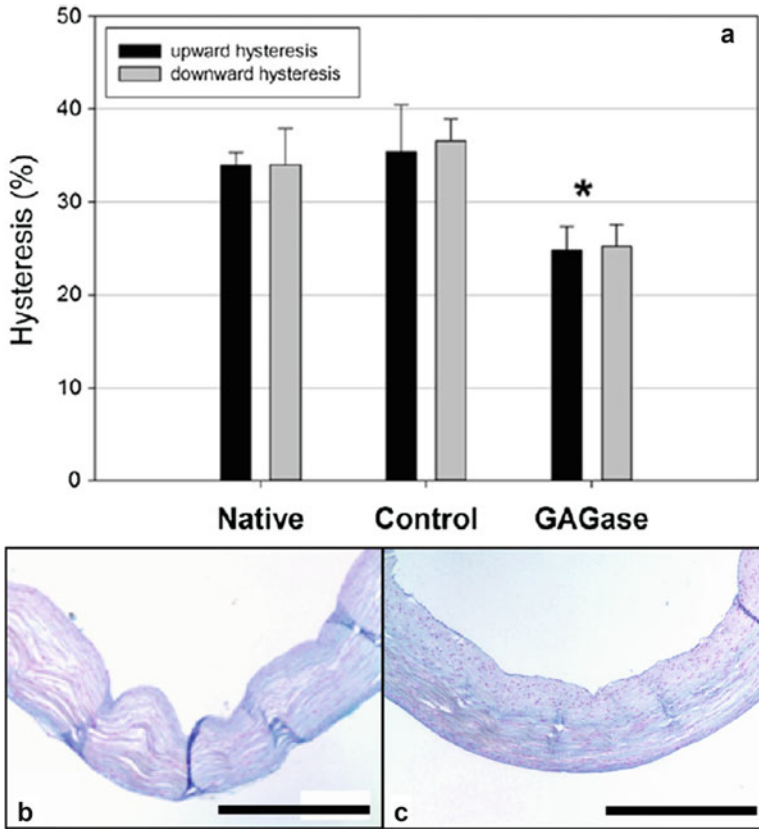 50
a
upward hysteresis
downward hysteresis
40
30
*
20
10
0
Hysteresis (%)
Native Control GAGase
b
c